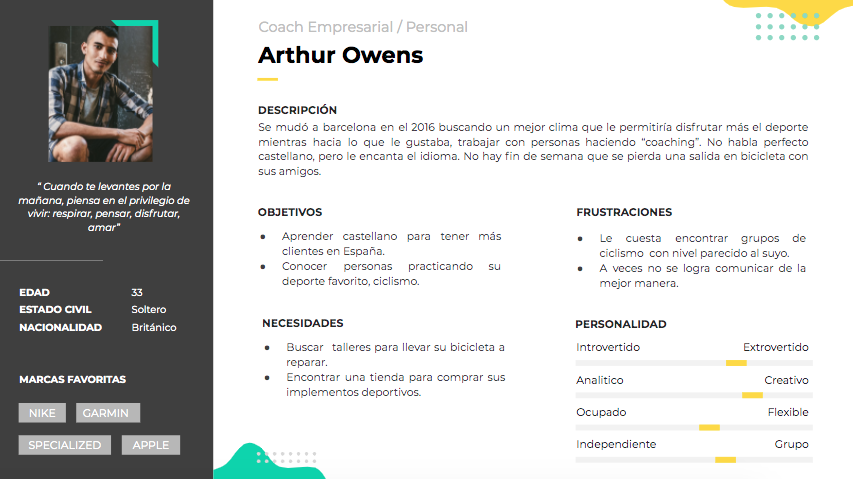 “ Cuando te levantes por la
mañana, piensa en el privilegio de
vivir: respirar, pensar, disfrutar,
amar”
EDAD 33
ESTADO CIVIL Soltero
NACIONALIDAD Británico
MARCAS FAVORITAS
NIKE GARMIN
SPECIALIZED APPLE
Coach Empresarial / Personal
Arthur Owens
DESCRIPCIÓN
Se mudó a barcelona en el 2016 buscando un mejor clima que le permitiría disfrutar más el deporte
mientras hacía lo que le gustaba, trabajar con personas haciendo “coaching”. No habla perfecto
castellano, pero le encanta el idioma. No hay fin de semana que se pierda una salida en bicicleta con
sus amigos.
OBJETIVOS
● Aprender castellano para tener más
clientes en España.
● Conocer personas practicando su
deporte favorito, ciclismo.
FRUSTRACIONES
● Le cuesta encontrar grupos de
ciclismo con nivel parecido al suyo.
● A veces no se logra comunicar de la
mejor manera.
NECESIDADES
● Buscar talleres para llevar su bicicleta a
reparar.
● Encontrar una tienda para comprar sus
implementos deportivos.
PERSONALIDAD
Introvertido Extrovertido
Analítico Creativo
Ocupado Flexible
Independiente Grupo